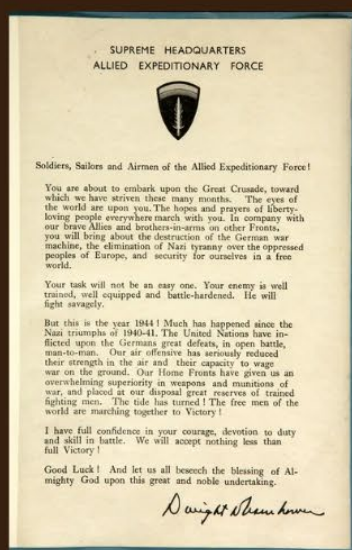 SUPREME HEADQUARTERS
ALLIED EXPEDITIONARY FORCE
Soldiers, Sailors and Airmen of the Allied Expeditionary Force!
You are about to embark upon the Great Crusade, toward
which we have striven these many months. The eyes of
the world are upon you. The hopes and prayers of liberty-
loving people everywhere march with you. In company with
our brave Allies and brothers-in-arms on other Fronts,
you will bring about the destruction of the German war
machine, the elimination of Nazi tyranny over the oppressed
peoples of Europe, and security for ourselves in a free
world.
Your task will not be an easy one. Your enemy is well
trained, well equipped and battle-hardened. He will
fight savagely.
But this is the year 1944! Much has happened since the
Nazi triumphs of 1940-41. The United Nations have in-
flicted upon the Germans great defeats, in open battle,
man-to-man. Our air offensive has seriously reduced
their strength in the air and their capacity to wage
war on the ground. Our Home Fronts have given us an
overwhelming superiority in weapons and munitions of
war, and placed at our disposal great reserves of trained
fighting men. The tide has turned! The free men of the
world are marching together to Victory!
I have full confidence in your courage, devotion to duty
and skill in battle. We will accept nothing less than
full Victory!
Good Luck! And let us all beseech the blessing of Al-
mighty God upon this great and noble undertaking.
Dwight D Eisenhower